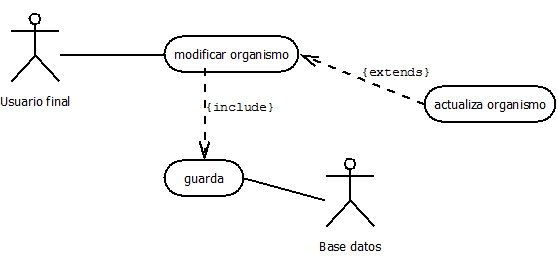 modificar organismo
{extends}
Usuario final
actualiza organismo
{include}
guarda
Base datos